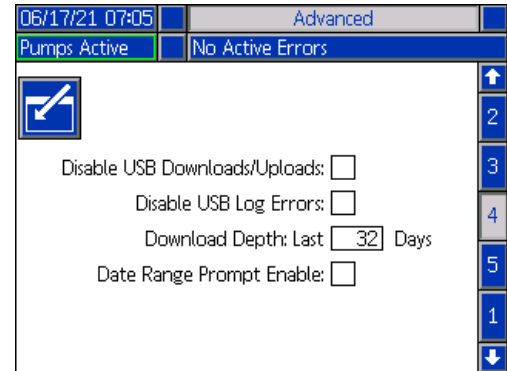 06/17/21 07:05 Advanced
Pumps Active No Active Errors
2
Disable USB Downloads/Uploads:
3
Disable USB Log Errors:
4
Download Depth: Last 32 Days
5
Date Range Prompt Enable:
1